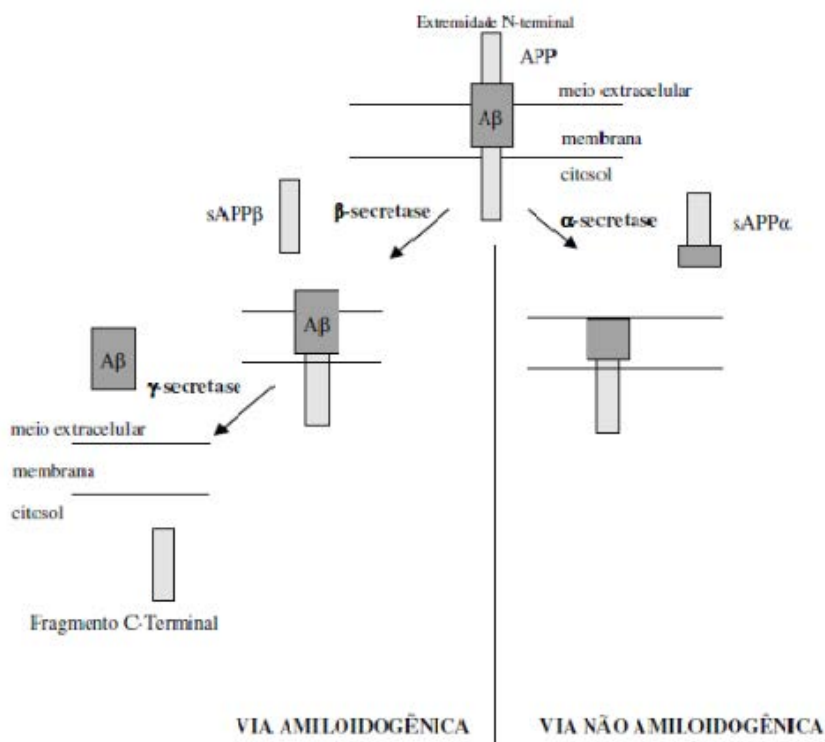 Extremidade N-terminal
APP
meio extracelular
Aβ
membrana
citosol
sAPPβ
β-secretase
α-secretase
sAPPα
Aβ
Aβ
γ-secretase
meio extracelular
membrana
citosol
Fragmento C-Terminal
VIA AMILOIDOGÊNICA
VIA NÃO AMILOIDOGÊNICA